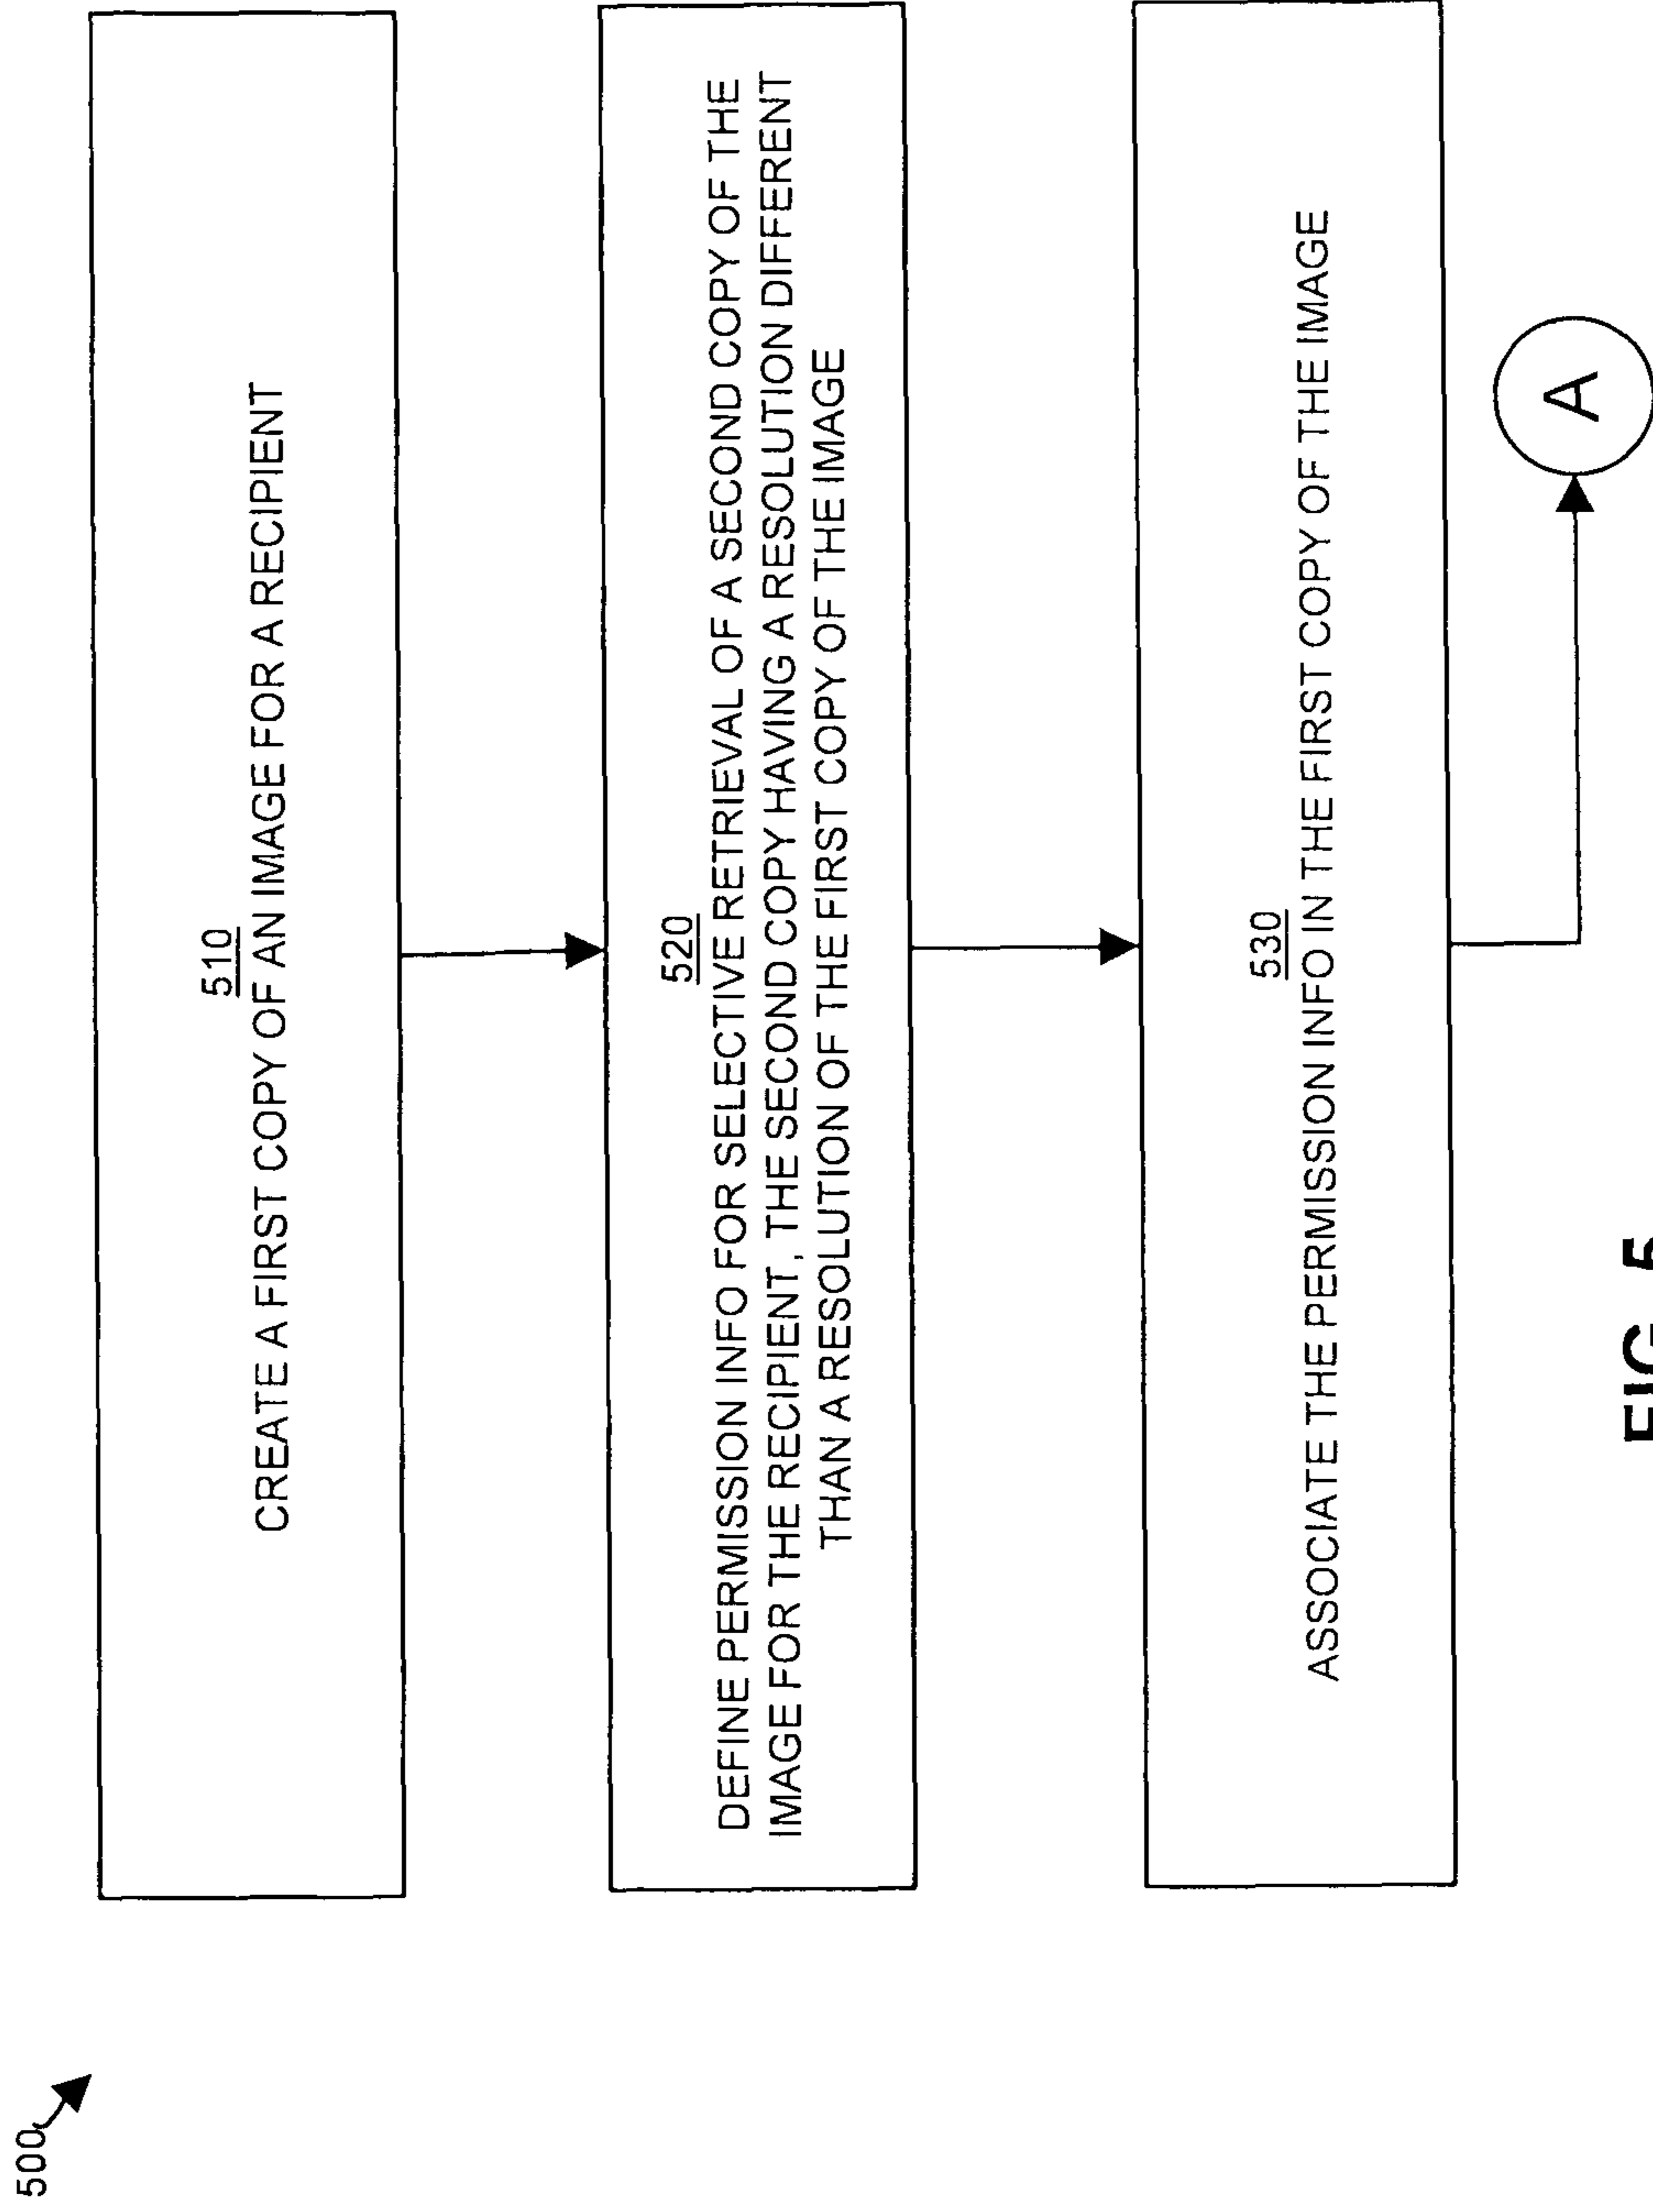 500
510
CREATE A FIRST COPY OF AN IMAGE FOR A RECIPIENT
520
DEFINE PERMISSION INFO FOR SELECTIVE RETRIEVAL OF A SECOND COPY OF THE
IMAGE FOR THE RECIPIENT, THE SECOND COPY HAVING A RESOLUTION DIFFERENT
THAN A RESOLUTION OF THE FIRST COPY OF THE IMAGE
530
ASSOCIATE THE PERMISSION INFO IN THE FIRST COPY OF THE IMAGE
A
FIG. 5